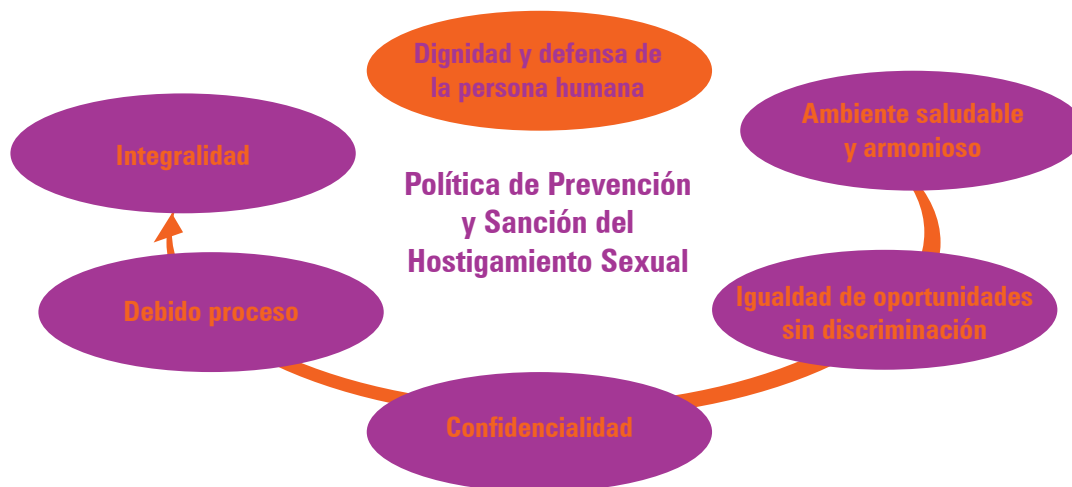 Dignidad y defensa de
la persona humana
Ambiente saludable
y armonioso
Integralidad
Política de Prevención
y Sanción del
Hostigamiento Sexual
Igualdad de oportunidades
sin discriminación
Debido proceso
Confidencialidad